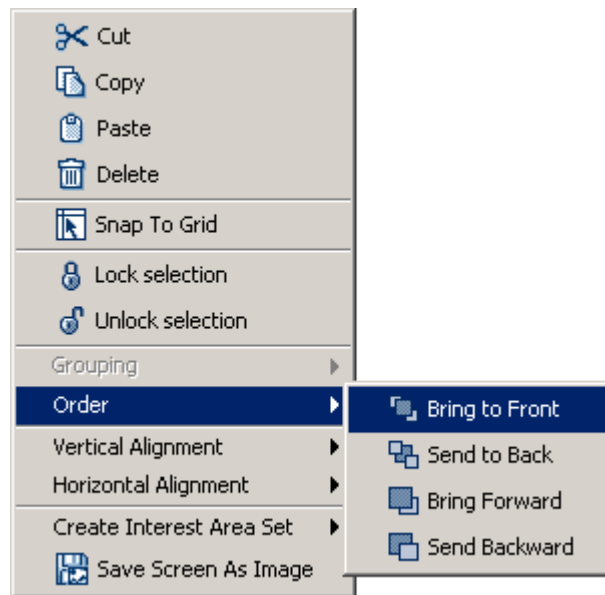 Cut
Copy
Paste
Delete
Snap To Grid
Lock selection
Unlock selection
Grouping
Order
Vertical Alignment
Horizontal Alignment
Create Interest Area Set
Save Screen As Image
Bring to Front
Send to Back
Bring Forward
Send Backward